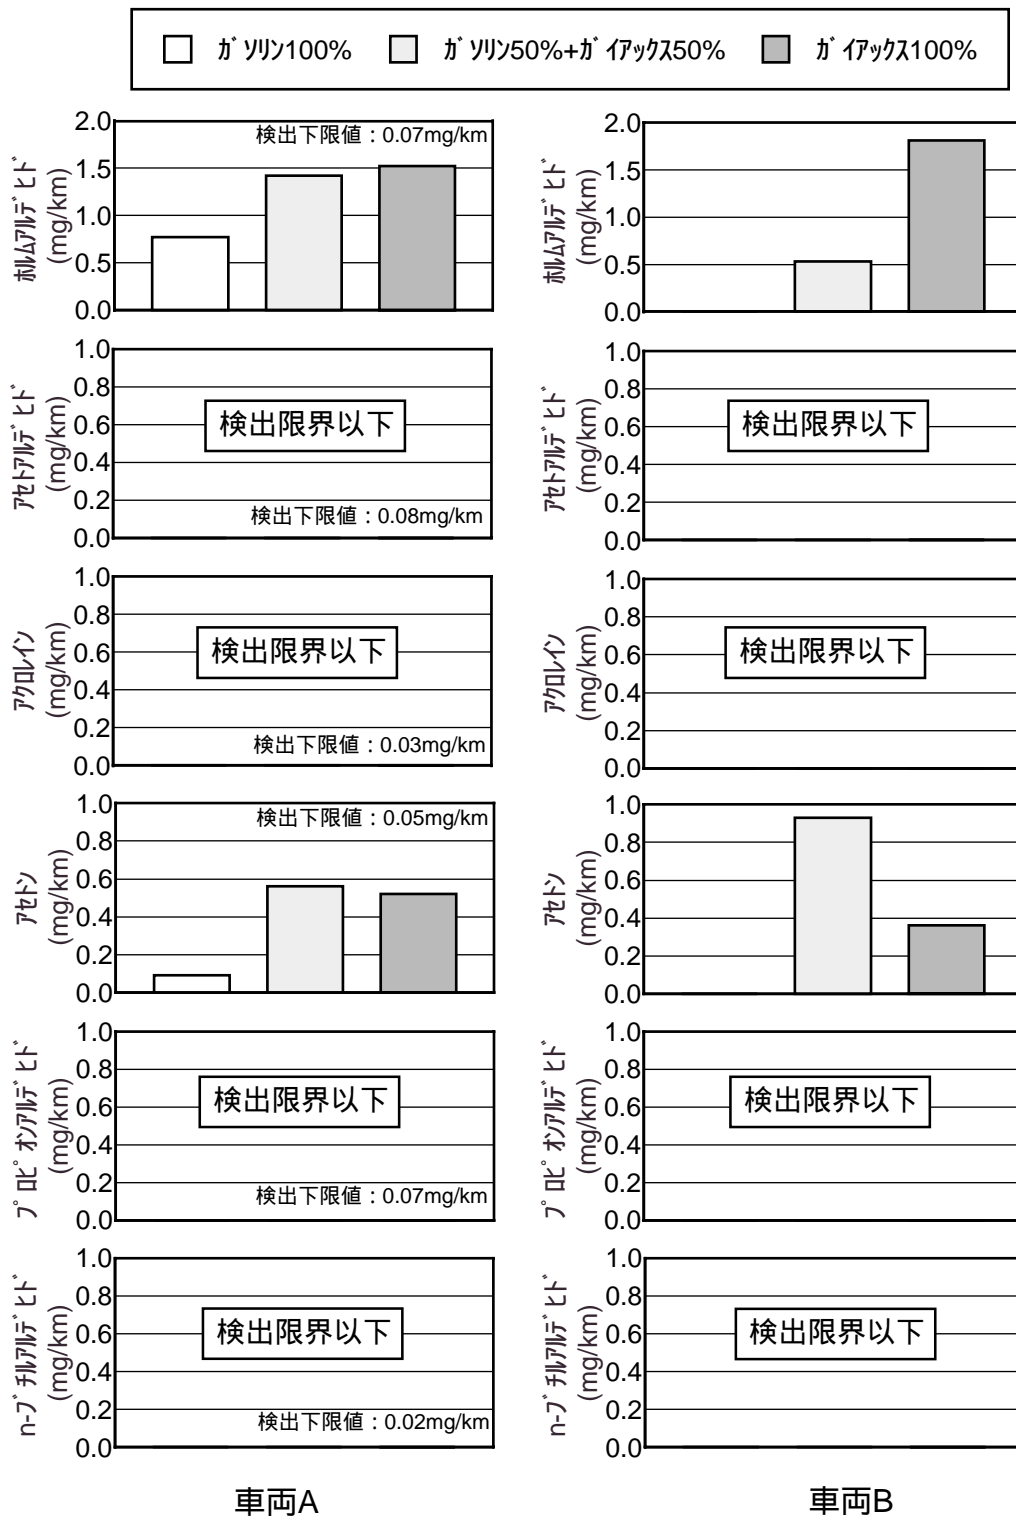 ガソリン100% ガソリン50%+ガイアックス50% ガイアックス100%
ホルムアルデヒド
(mg/km)
2.0
1.5
1.0
0.5
0.0
検出下限値：0.07mg/km
ホルムアルデヒド
(mg/km)
2.0
1.5
1.0
0.5
0.0
アセトアルデヒド
(mg/km)
1.0
0.8
0.6
0.4
0.2
0.0
検出限界以下
検出下限値：0.08mg/km
アセトアルデヒド
(mg/km)
1.0
0.8
0.6
0.4
0.2
0.0
検出限界以下
アクロレイン
(mg/km)
1.0
0.8
0.6
0.4
0.2
0.0
検出限界以下
検出下限値：0.03mg/km
アクロレイン
(mg/km)
1.0
0.8
0.6
0.4
0.2
0.0
検出限界以下
アセトン
(mg/km)
1.0
0.8
0.6
0.4
0.2
0.0
検出下限値：0.05mg/km
アセトン
(mg/km)
1.0
0.8
0.6
0.4
0.2
0.0
プロピオンアルデヒド
(mg/km)
1.0
0.8
0.6
0.4
0.2
0.0
検出限界以下
検出下限値：0.07mg/km
プロピオンアルデヒド
(mg/km)
1.0
0.8
0.6
0.4
0.2
0.0
検出限界以下
n-ブチルアルデヒド
(mg/km)
1.0
0.8
0.6
0.4
0.2
0.0
検出限界以下
検出下限値：0.02mg/km
n-ブチルアルデヒド
(mg/km)
1.0
0.8
0.6
0.4
0.2
0.0
検出限界以下
車両A
車両B